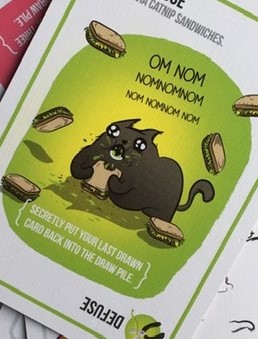 CATNIP SANDWICHES.
OM NOM
NOMNOMNOM
NOM NOMNOM NOM
SECRETLY PUT YOUR LAST DRAWN
CARD BACK INTO THE DRAW PILE.
DEFUSE